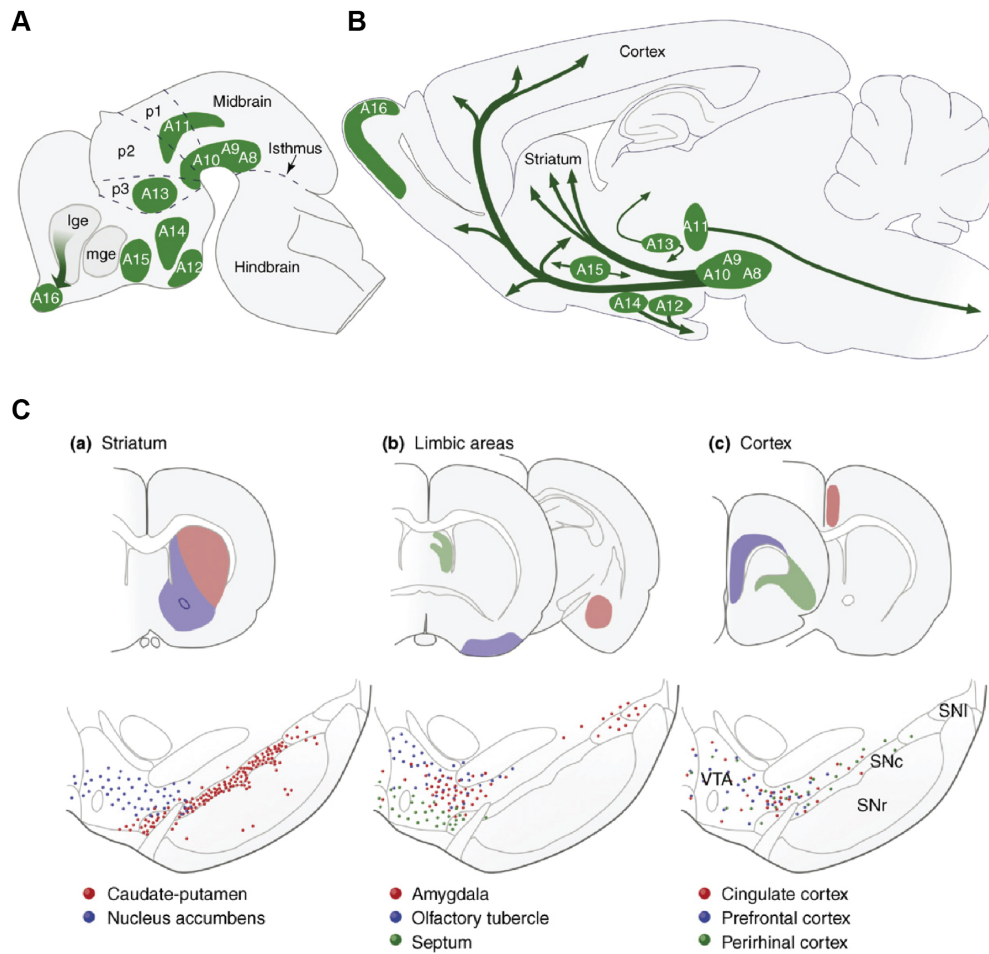 A
B
p1
Midbrain
A11
p2
A9
A10 A8
Isthmus
p3
A13
lge
mge
A14
A15
A12
A16
Hindbrain
Cortex
A16
Striatum
A11
A13
A9
A10 A8
A15
A14 A12
C
(a) Striatum
(b) Limbic areas
(c) Cortex
VTA
SNl
SNc
SNr
Caudate-putamen
Nucleus accumbens
Amygdala
Olfactory tubercle
Septum
Cingulate cortex
Prefrontal cortex
Perirhinal cortex